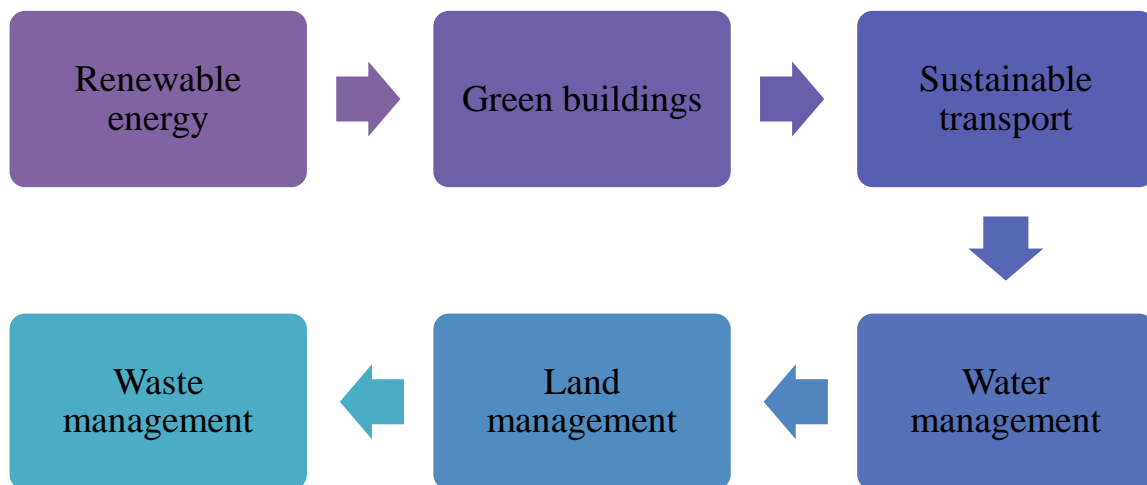 Renewable
energy
Green buildings
Sustainable
transport
Water
management
Land
management
Waste
management